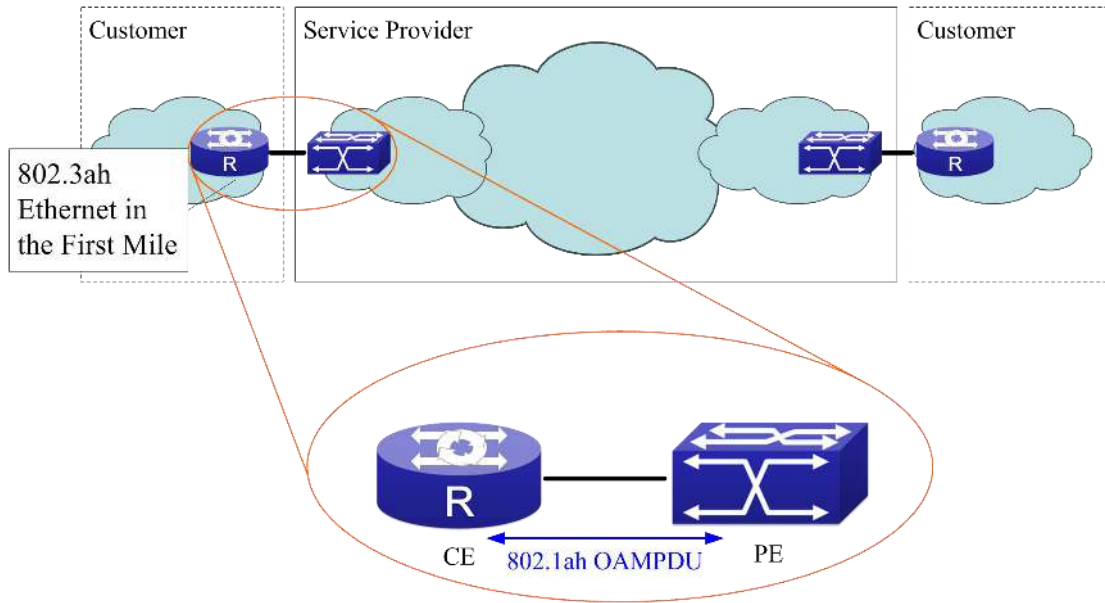 Customer
Service Provider
Customer
R
R
802.3ah
Ethernet in
the First Mile
R
CE
802.1ah OAMPDU
PE